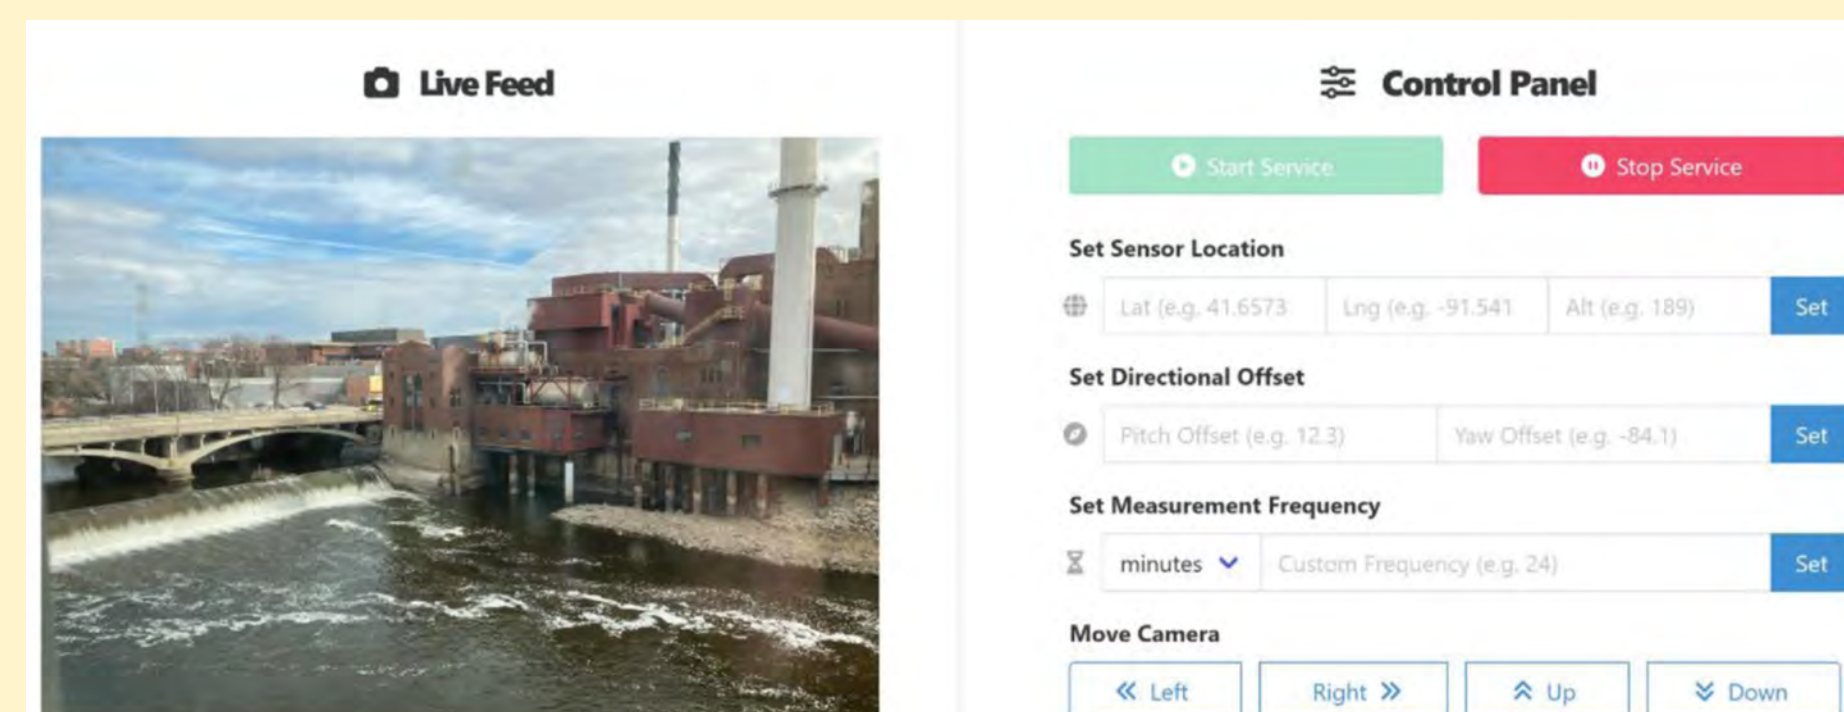 Live Feed
Control Panel
Start Service
Stop Service
Set Sensor Location
Lat (e.g. 41.6573
Lng (e.g. -91.541
Alt (e.g. 189)
Set
Set Directional Offset
Pitch Offset (e.g. 12.3)
Yaw Offset (e.g. -84.1)
Set
Set Measurement Frequency
minutes
Custom Frequency (e.g. 24)
Set
Move Camera
Left
Right
Up
Down